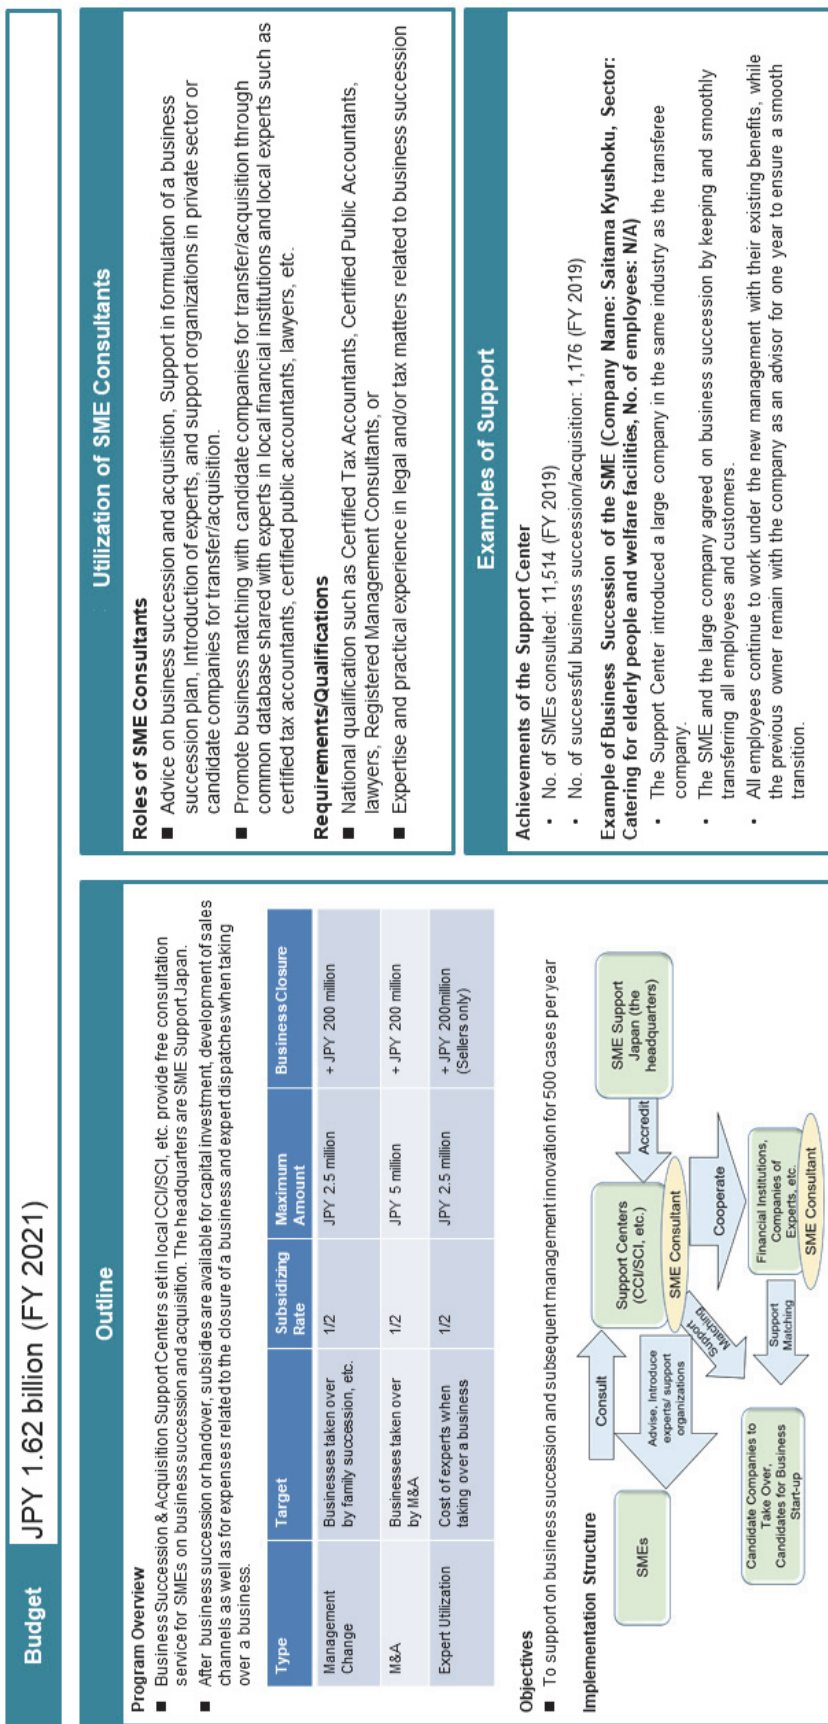 Budget
JPY 1.62 billion (FY 2021)
Outline
Program Overview
■ Business Succession & Acquisition Support Centers set in local CCI/SCI, etc. provide free consultation
service for SMEs on business succession and acquisition. The headquarters are SME Support Japan.
■ After business succession or handover, subsidies are available for capital investment, development of sales
channels as well as for expenses related to the closure of a business and expert dispatches when taking
over a business.
Type
Target
Subsidizing
Rate
Maximum
Amount
Business Closure
Management
Change
Businesses taken over
by family succession, etc.
1/2
JPY 2.5 million
+ JPY 200 million
M&A
Businesses taken over
by M&A
1/2
JPY 5 million
+ JPY 200 million
Expert Utilization
Cost of experts when
taking over a business
1/2
JPY 2.5 million
+ JPY 200million
(Sellers only)
Objectives
■ To support on business succession and subsequent management innovation for 500 cases per year
Implementation Structure
SMEs
Consult
Advise, Introduce
experts/ support
organizations
Support Centers
(CCI/SCI, etc.)
SME Consultant
Accredit
SME Support
Japan (the
headquarters)
Support
Matching
Cooperate
Candidate Companies to
Take Over,
Candidates for Business
Start-up
Support
Matching
Financial Institutions,
Companies of
Experts, etc.
SME Consultant
Utilization of SME Consultants
Roles of SME Consultants
■ Advice on business succession and acquisition, Support in formulation of a business
succession plan, Introduction of experts, and support organizations in private sector or
candidate companies for transfer/acquisition.
■ Promote business matching with candidate companies for transfer/acquisition through
common database shared with experts in local financial institutions and local experts such as
certified tax accountants, certified public accountants, lawyers, etc.
Requirements/Qualifications
■ National qualification such as Certified Tax Accountants, Certified Public Accountants,
lawyers, Registered Management Consultants, or
■ Expertise and practical experience in legal and/or tax matters related to business succession
Examples of Support
Achievements of the Support Center
• No. of SMEs consulted: 11,514 (FY 2019)
• No. of successful business succession/acquisition: 1,176 (FY 2019)
Example of Business Succession of the SME (Company Name: Saitama Kyushoku, Sector:
Catering for elderly people and welfare facilities, No. of employees: N/A)
• The Support Center introduced a large company in the same industry as the transferee
company.
• The SME and the large company agreed on business succession by keeping and smoothly
transferring all employees and customers.
• All employees continue to work under the new management with their existing benefits, while
the previous owner remain with the company as an advisor for one year to ensure a smooth
transition.